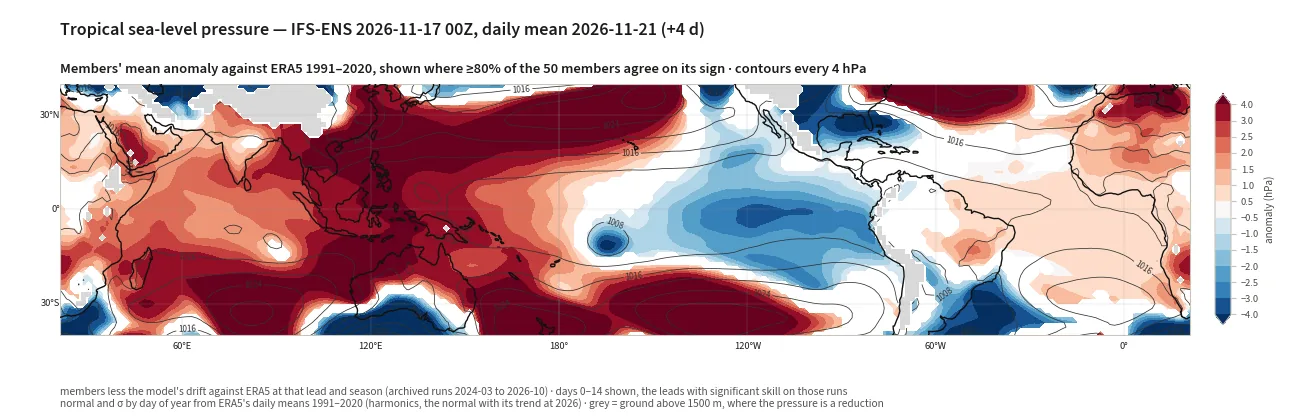 Tropical sea-level pressure — IFS-ENS 2026-11-17 00Z, daily mean 2026-11-21 (+4 d)
Members' mean anomaly against ERA5 1991–2020, shown where ≥80% of the 50 members agree on its sign · contours every 4 hPa
1016
30°N
0°
30°S
1016
1016
1008
1016
1016
1008
1016
60°E
120°E
180°
120°W
60°W
0°
4.0
3.0
2.5
2.0
1.5
1.0
0.5
−0.5
−1.0
−1.5
−2.0
−2.5
−3.0
−4.0
anomaly (hPa)
members less the model's drift against ERA5 at that lead and season (archived runs 2024-03 to 2026-10) · days 0–14 shown, the leads with significant skill on those runs
normal and σ by day of year from ERA5's daily means 1991–2020 (harmonics, the normal with its trend at 2026) · grey = ground above 1500 m, where the pressure is a reduction